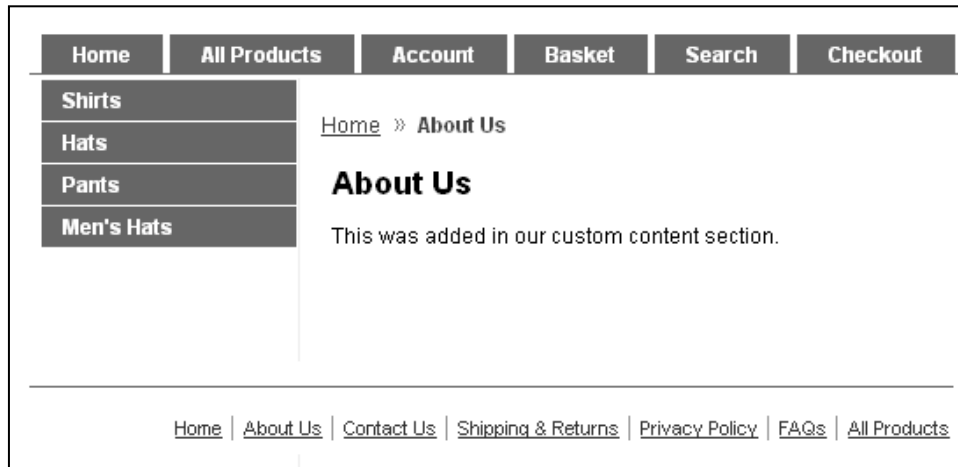 Home All Products Account Basket Search Checkout
Shirts
Hats
Pants
Men's Hats
Home » About Us
About Us
This was added in our custom content section.
Home | About Us | Contact Us | Shipping & Returns | Privacy Policy | FAQs | All Products